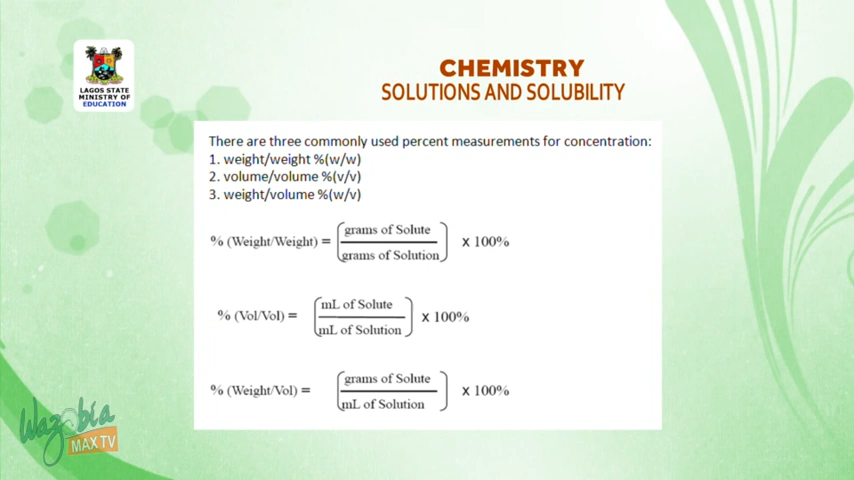 LAGOS STATE
MINISTRY OF
EDUCATION
CHEMISTRY
SOLUTIONS AND SOLUBILITY
There are three commonly used percent measurements for concentration:
1. weight/weight %(w/w)
2. volume/volume %(v/v)
3. weight/volume %(w/v)
% (Weight/Weight) = (grams of Solute
grams of Solution) x 100%
% (Vol/Vol) = (mL of Solute
mL of Solution) x 100%
% (Weight/Vol) = (grams of Solute
mL of Solution) x 100%
Wazobia
MAX TV